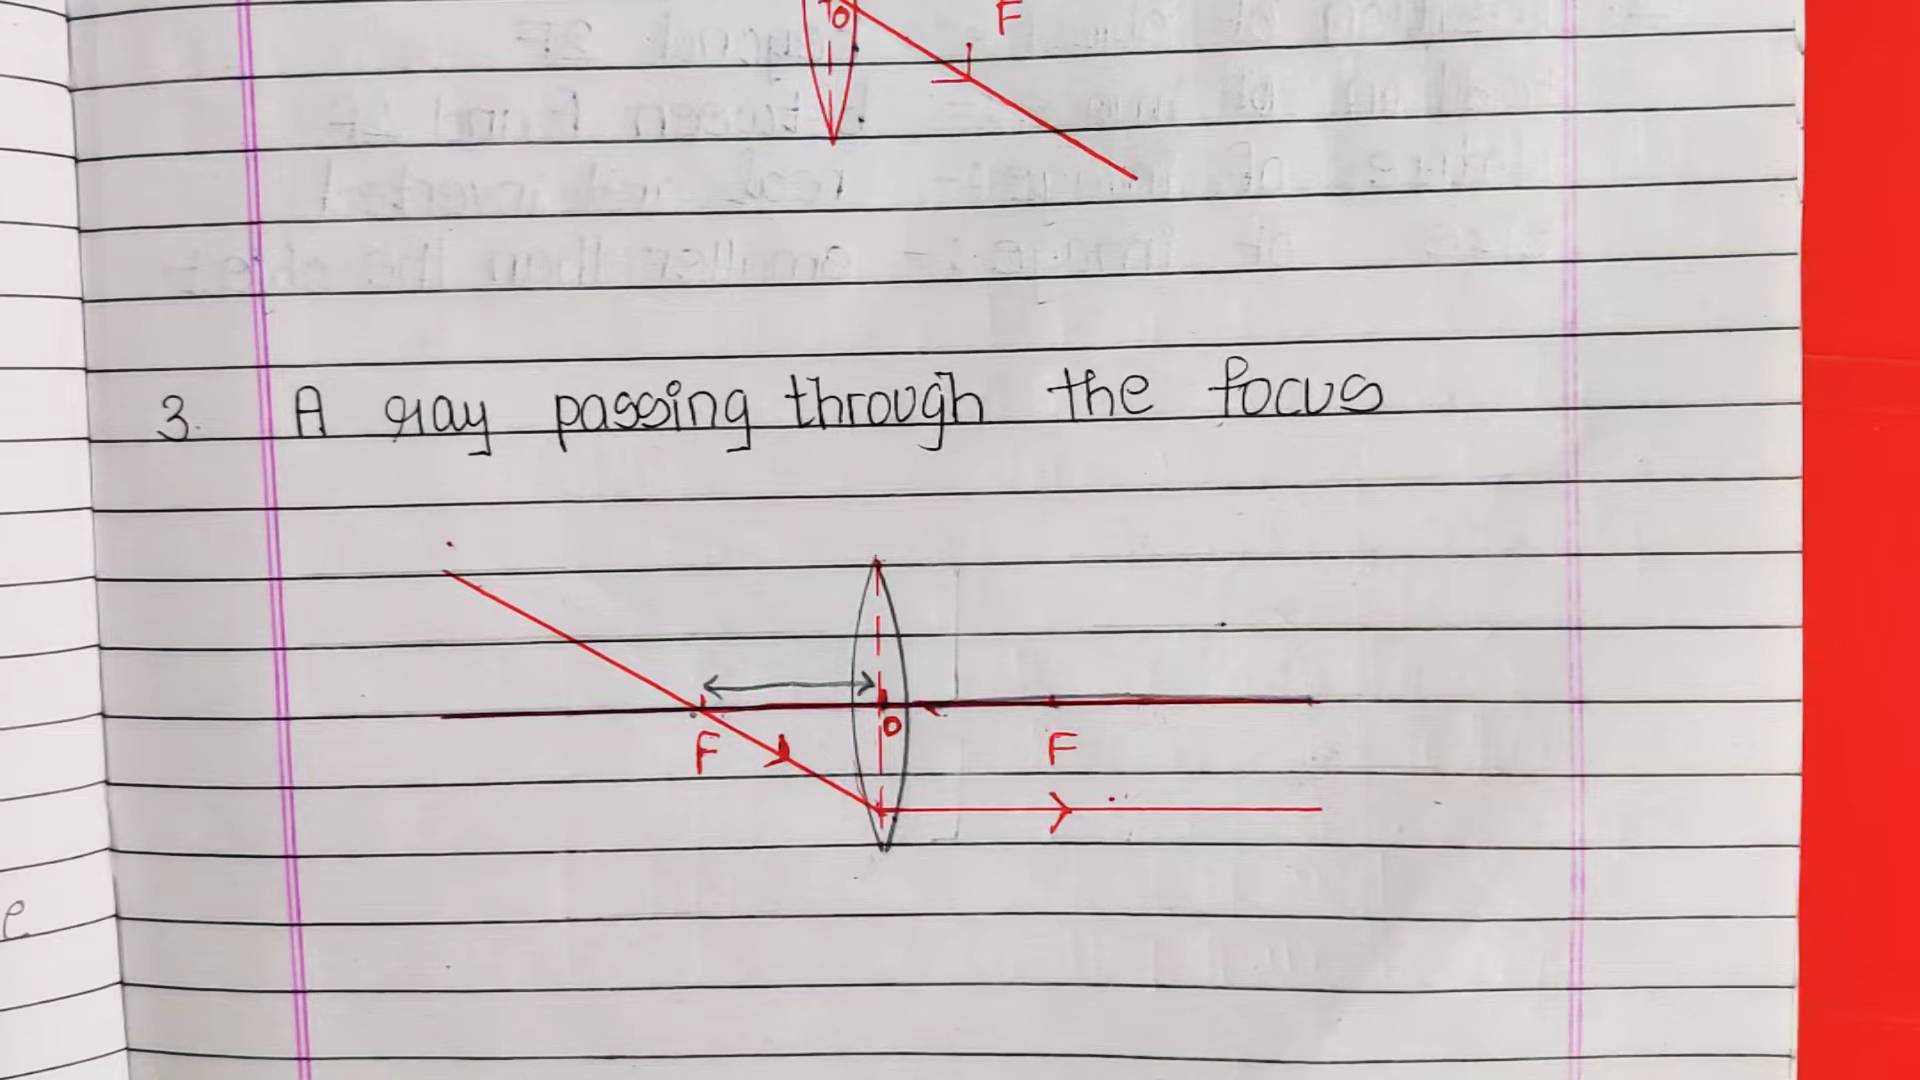 O F
3. A ray passing through the focus
F O F
e